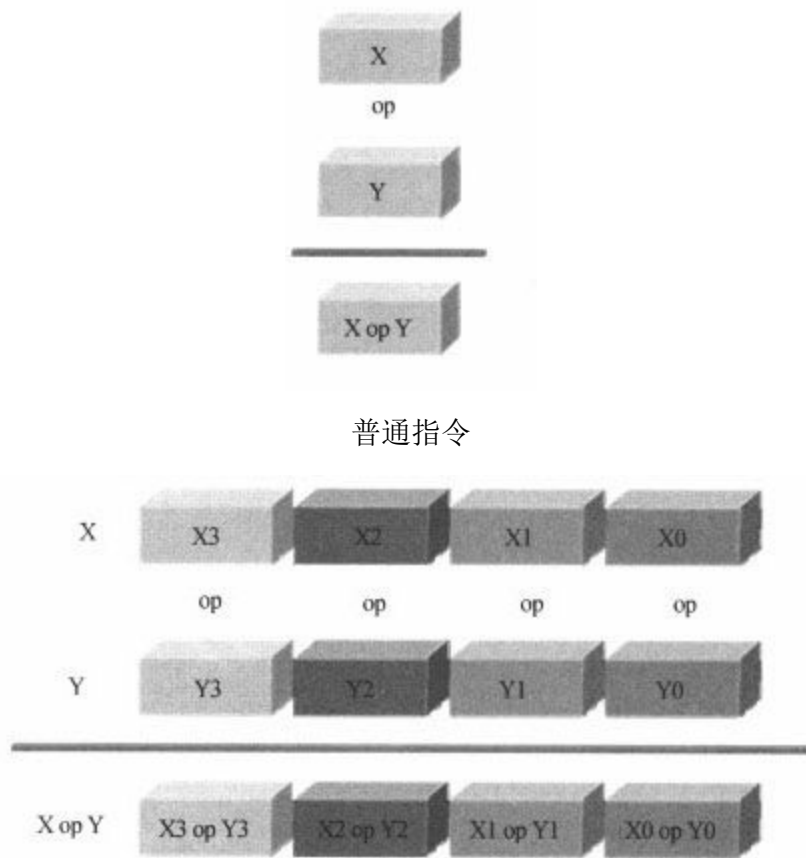 X
op
Y
X op Y
普通指令
X X3 X2 X1 X0
op op op op
Y Y3 Y2 Y1 Y0
X op Y X3 op Y3 X2 op Y2 X1 op Y1 X0 op Y0